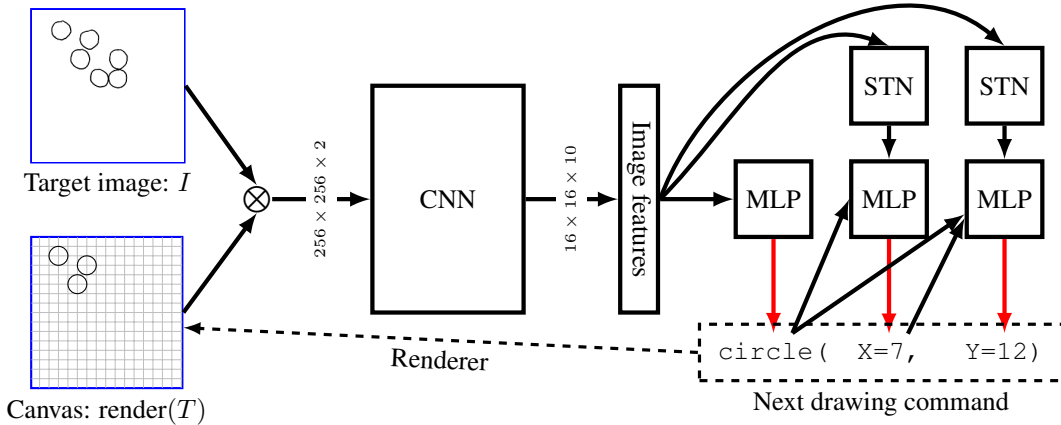 STN STN
Target image: I
256 × 256 × 2
CNN
16 × 16 × 10
Image features
MLP MLP MLP
Renderer
circle( X=7, Y=12)
Canvas: render(T)
Next drawing command